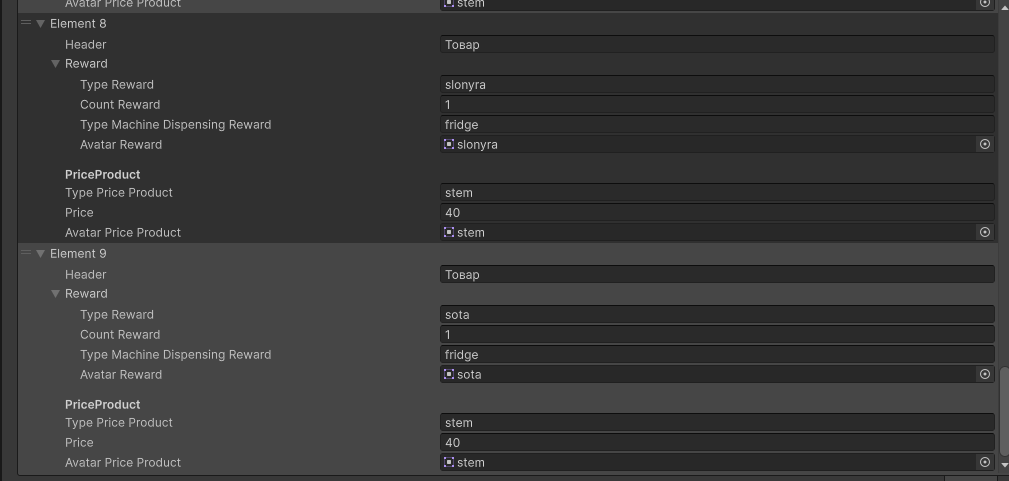 Avatar Price Product stem
Element 8
Header Товар
Reward
Type Reward slonyra
Count Reward 1
Type Machine Dispensing Reward fridge
Avatar Reward slonyra
PriceProduct
Type Price Product stem
Price 40
Avatar Price Product stem
Element 9
Header Товар
Reward
Type Reward sota
Count Reward 1
Type Machine Dispensing Reward fridge
Avatar Reward sota
PriceProduct
Type Price Product stem
Price 40
Avatar Price Product stem